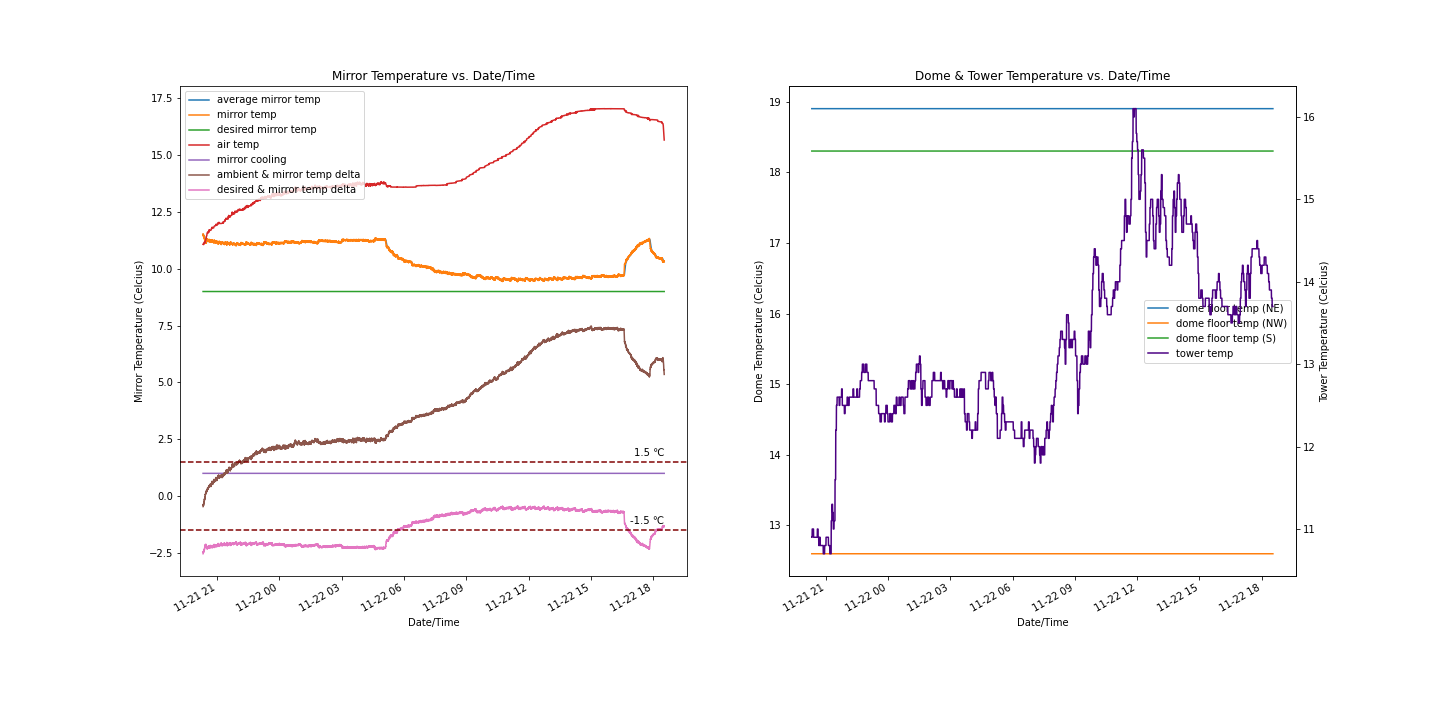 Mirror Temperature vs. Date/Time
Mirror Temperature (Celcius)
17.5
15.0
12.5
10.0
7.5
5.0
2.5
0.0
−2.5
average mirror temp
mirror temp
desired mirror temp
air temp
mirror cooling
ambient & mirror temp delta
desired & mirror temp delta
1.5 °C
-1.5 °C
11-21 21
11-22 00
11-22 03
11-22 06
11-22 09
11-22 12
11-22 15
11-22 18
Date/Time
Dome & Tower Temperature vs. Date/Time
Dome Temperature (Celcius)
19
18
17
16
15
14
13
dome floor temp (NE)
dome floor temp (NW)
dome floor temp (S)
tower temp
16
15
14
13
12
11
Tower Temperature (Celcius)
11-21 21
11-22 00
11-22 03
11-22 06
11-22 09
11-22 12
11-22 15
11-22 18
Date/Time